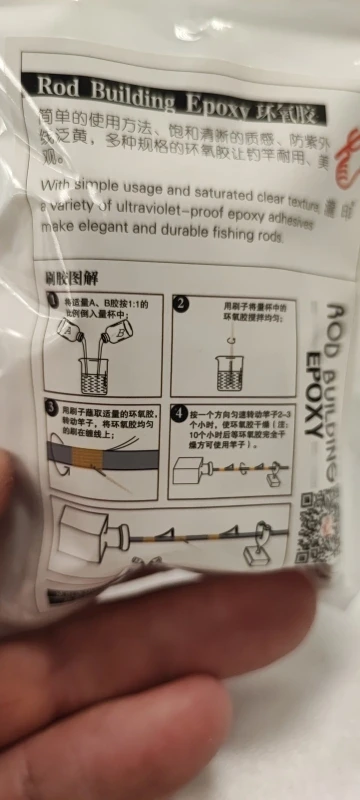 Rod Building Epoxy 环氧胶
简单的使用方法、饱和清晰的质感、防紫外
线泛黄，多种规格的环氧胶让钓竿耐用、美
观。
With simple usage and saturated clear texture,
a variety of ultraviolet-proof epoxy adhesives
make elegant and durable fishing rods.
刷胶图解
1 将适量A、B胶按1:1的
比例倒入量杯中；
A B
2 用刷子将量杯中的
环氧胶搅拌均匀；
3 用刷子蘸取适量的环氧胶，
转动竿子，将环氧胶均匀
的刷在缠线上；
4 按一个方向匀速转动竿子2-3
个小时，使环氧胶干燥（注：
10个小时后等环氧胶完全干
燥方可使用竿子）。
ROD BUILDING
EPOXY